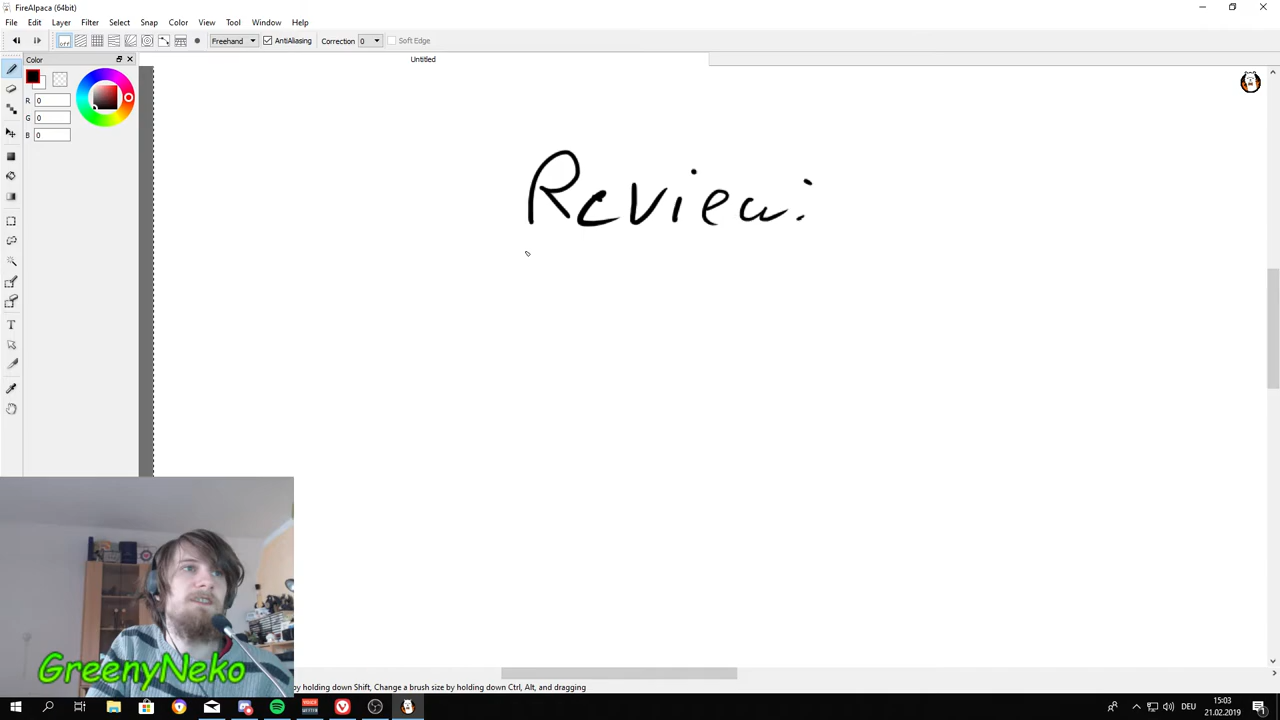 FireAlpaca (64bit)
File Edit Layer Filter Select Snap Color View Tool Window Help
off Freehand AntiAliasing Correction 0 Soft Edge
Color
Untitled
R 0
G 0
B 0
Review:
GreenyNeko
by holding down Shift, Change a brush size by holding down Ctrl, Alt, and dragging
DEU
15:03
21.02.2019